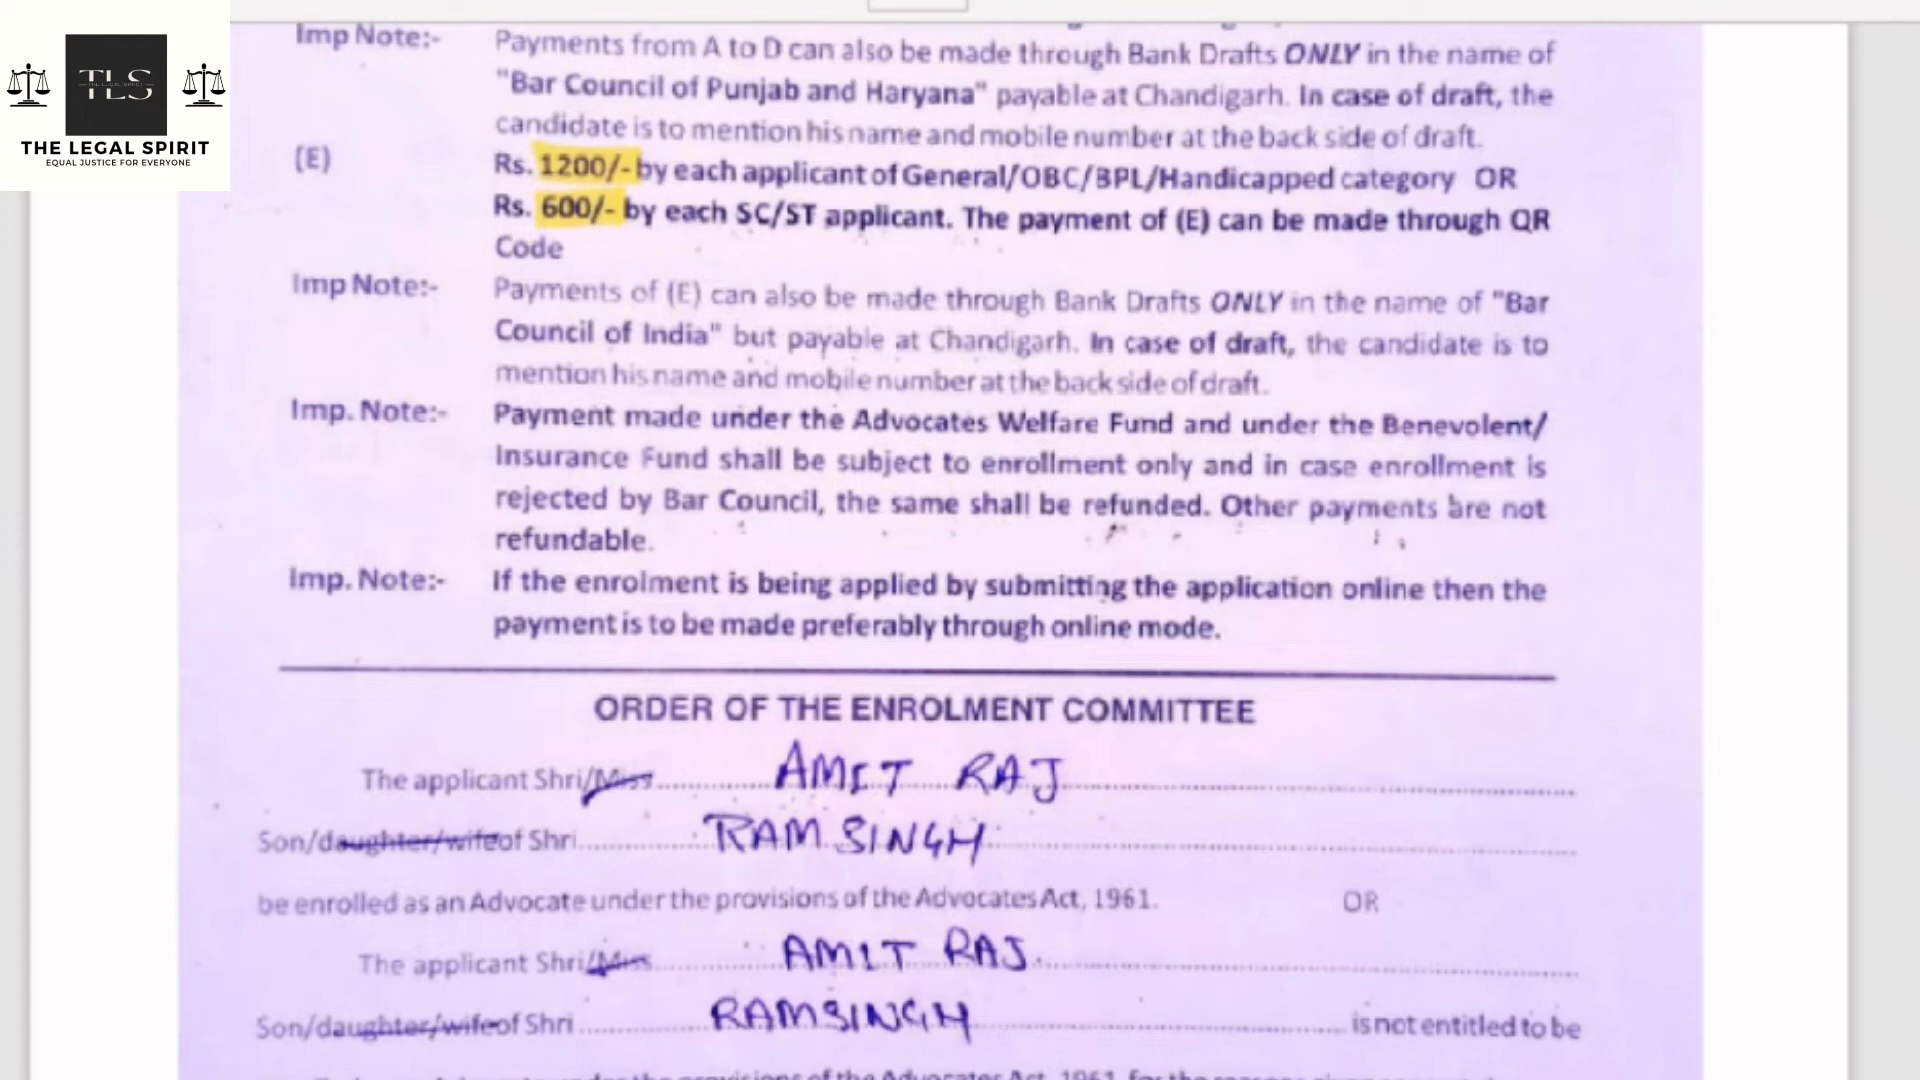 TLS
THE LEGAL SPIRIT
THE LEGAL SPIRIT
EQUAL JUSTICE FOR EVERYONE
Imp Note:- Payments from A to D can also be made through Bank Drafts ONLY in the name of
"Bar Council of Punjab and Haryana" payable at Chandigarh. In case of draft, the
candidate is to mention his name and mobile number at the back side of draft.
(E) Rs. 1200/- by each applicant of General/OBC/BPL/Handicapped category OR
Rs. 600/- by each SC/ST applicant. The payment of (E) can be made through QR
Code
Imp Note:- Payments of (E) can also be made through Bank Drafts ONLY in the name of "Bar
Council of India" but payable at Chandigarh. In case of draft, the candidate is to
mention his name and mobile number at the back side of draft.
Imp. Note:- Payment made under the Advocates Welfare Fund and under the Benevolent/
Insurance Fund shall be subject to enrollment only and in case enrollment is
rejected by Bar Council, the same shall be refunded. Other payments are not
refundable.
Imp. Note:- If the enrolment is being applied by submitting the application online then the
payment is to be made preferably through online mode.
ORDER OF THE ENROLMENT COMMITTEE
The applicant Shri/Miss AMIT RAJ
Son/daughter/wife of Shri RAM SINGH
be enrolled as an Advocate under the provisions of the Advocates Act, 1961. OR
The applicant Shri/Miss AMIT RAJ
Son/daughter/wife of Shri RAM SINGH is not entitled to be